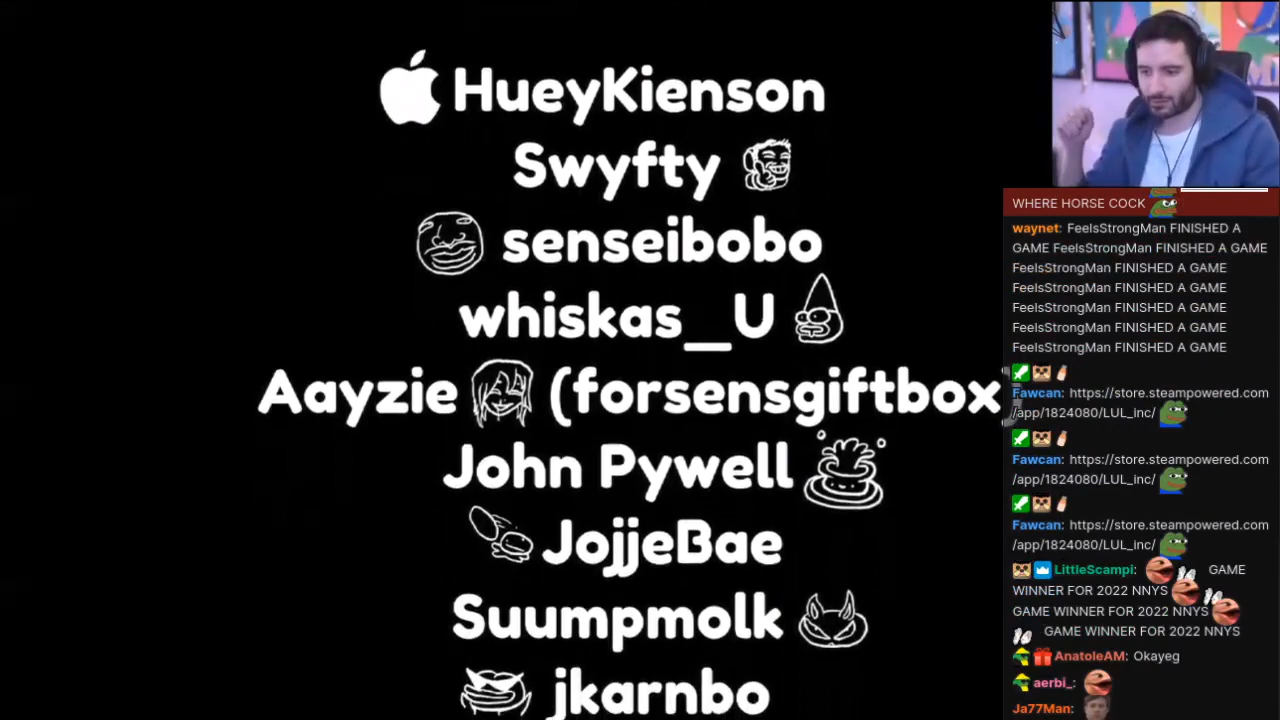 HueyKienson
Swyfty
senseibobo
whiskas__U
Aayzie (forsensgiftbox)
John Pywell
JojjeBae
Suumpmolk
jkarnbo
WHERE HORSE COCK
waynet: FeelsStrongMan FINISHED A
GAME FeelsStrongMan FINISHED A GAME
FeelsStrongMan FINISHED A GAME
FeelsStrongMan FINISHED A GAME
FeelsStrongMan FINISHED A GAME
FeelsStrongMan FINISHED A GAME
FeelsStrongMan FINISHED A GAME
Fawcan: https://store.steampowered.com
/app/1824080/LUL_inc/
Fawcan: https://store.steampowered.com
/app/1824080/LUL_inc/
Fawcan: https://store.steampowered.com
/app/1824080/LUL_inc/
LittleScampi: GAME
WINNER FOR 2022 NNYS
GAME WINNER FOR 2022 NNYS
GAME WINNER FOR 2022 NNYS
AnatoleAM: Okayeg
aerbi_:
Ja77Man: